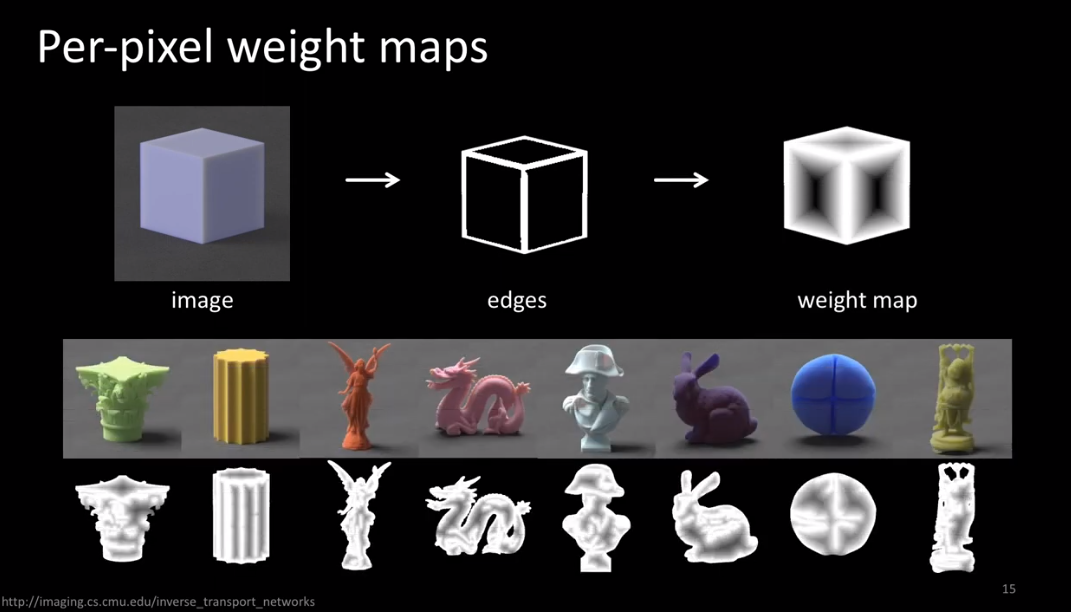 Per-pixel weight maps
image
edges
weight map
15
http://imaging.cs.cmu.edu/inverse_transport_networks